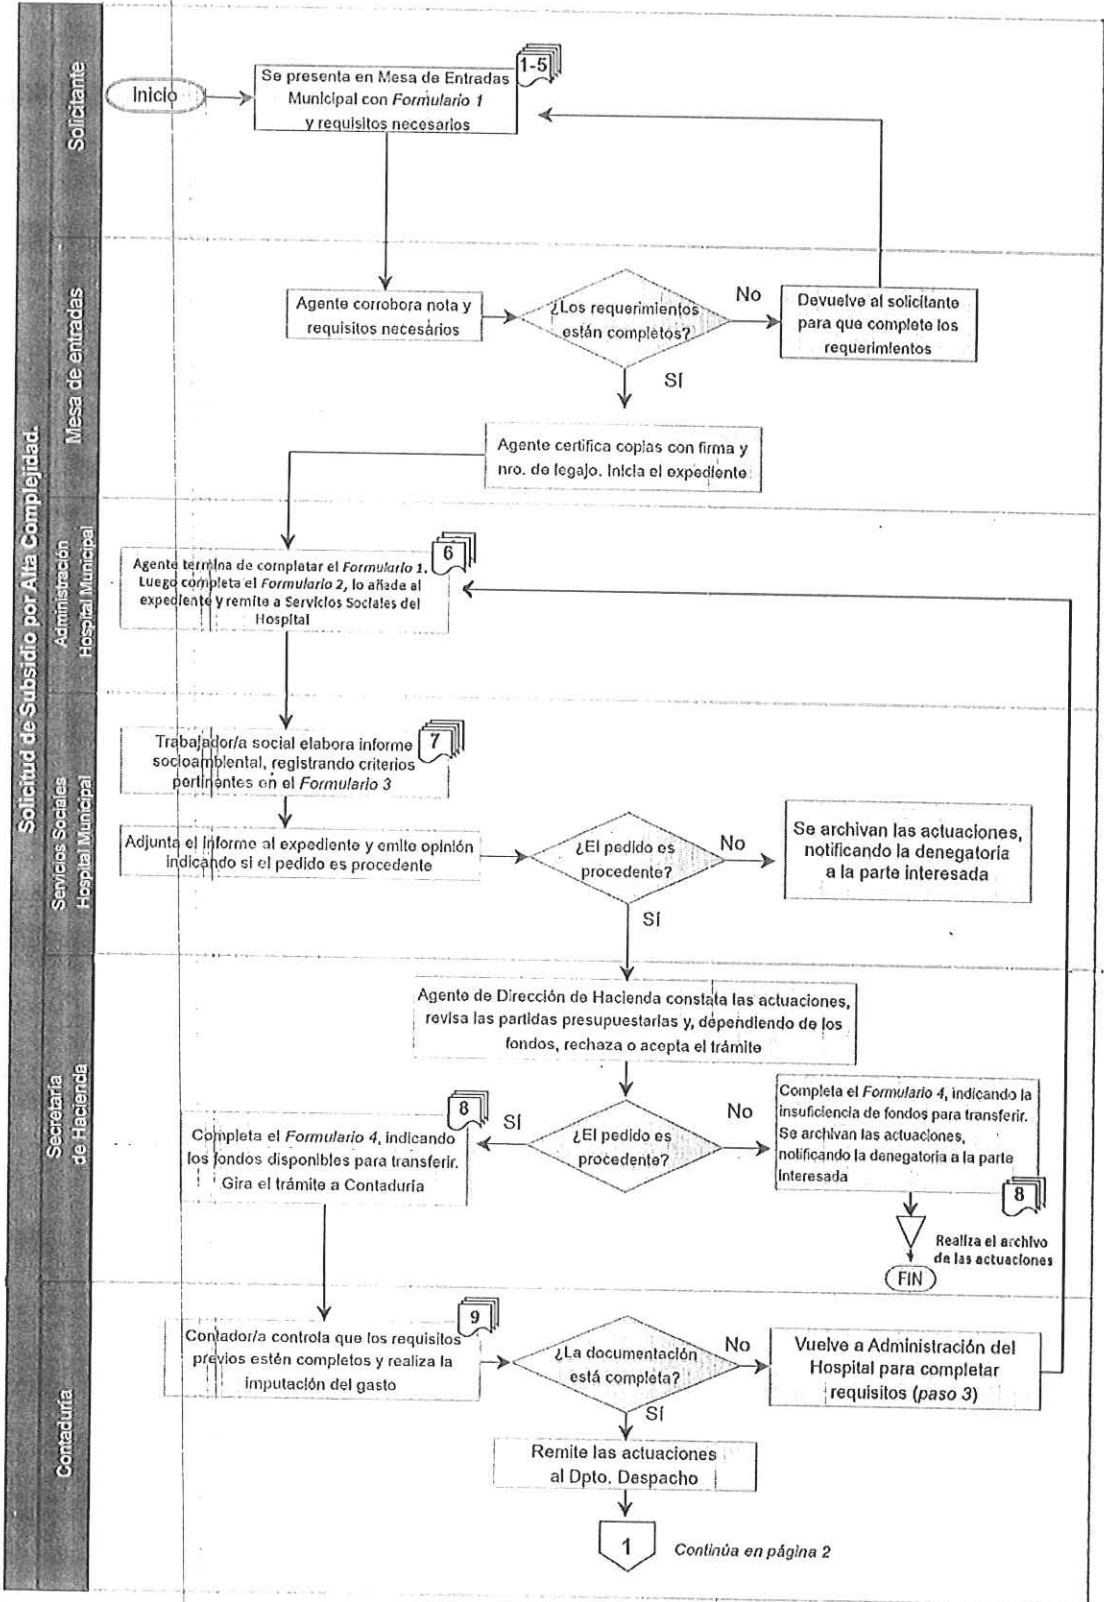 Solicitud de Subsidio por Alta Complejidad.
Solicitante
Inicio
Se presenta en Mesa de Entradas
Municipal con Formulario 1
y requisitos necesarios
1-5
Mesa de entradas
Agente corrobora nota y
requisitos necesarios
¿Los requerimientos
están completos?
No
Devuelve al solicitante
para que complete los
requerimientos
SÍ
Agente certifica copias con firma y
nro. de legajo. Inicia el expediente
Administración
Hospital Municipal
6
Agente termina de completar el Formulario 1.
Luego completa el Formulario 2, lo añade al
expediente y remite a Servicios Sociales del
Hospital
Servicios Sociales
Hospital Municipal
7
Trabajador/a social elabora informe
socioambiental, registrando criterios
pertinentes en el Formulario 3
Adjunta el informe al expediente y emite opinión
indicando si el pedido es procedente
¿El pedido es
procedente?
No
Se archivan las actuaciones,
notificando la denegatoria
a la parte interesada
SÍ
Secretaría
de Hacienda
Agente de Dirección de Hacienda constata las actuaciones,
revisa las partidas presupuestarias y, dependiendo de los
fondos, rechaza o acepta el trámite
8
Completa el Formulario 4, indicando
los fondos disponibles para transferir.
Gira el trámite a Contaduría
SÍ
¿El pedido es
procedente?
No
Completa el Formulario 4, indicando la
insuficiencia de fondos para transferir.
Se archivan las actuaciones,
notificando la denegatoria a la parte
interesada
8
Realiza el archivo
de las actuaciones
FIN
Contaduría
9
Contador/a controla que los requisitos
previos estén completos y realiza la
imputación del gasto
¿La documentación
está completa?
No
Vuelve a Administración del
Hospital para completar
requisitos (paso 3)
SÍ
Remite las actuaciones
al Dpto. Despacho
1
Continúa en página 2